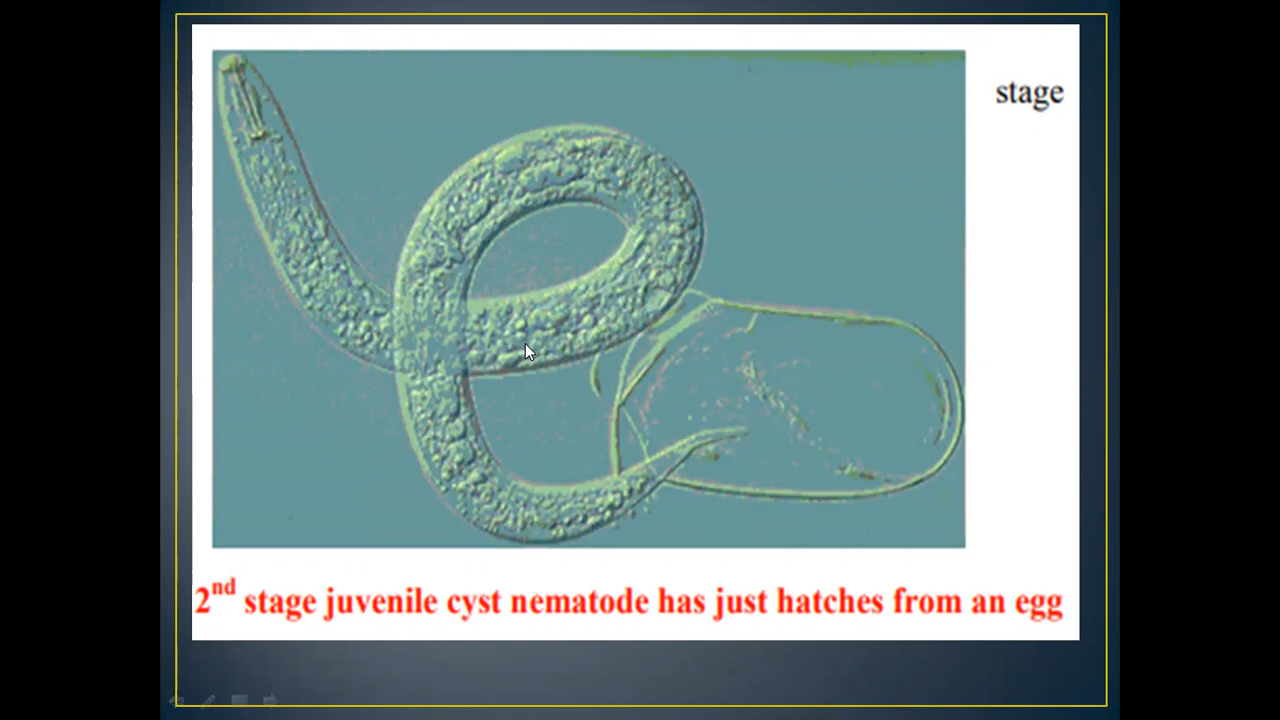 stage
2nd stage juvenile cyst nematode has just hatches from an egg